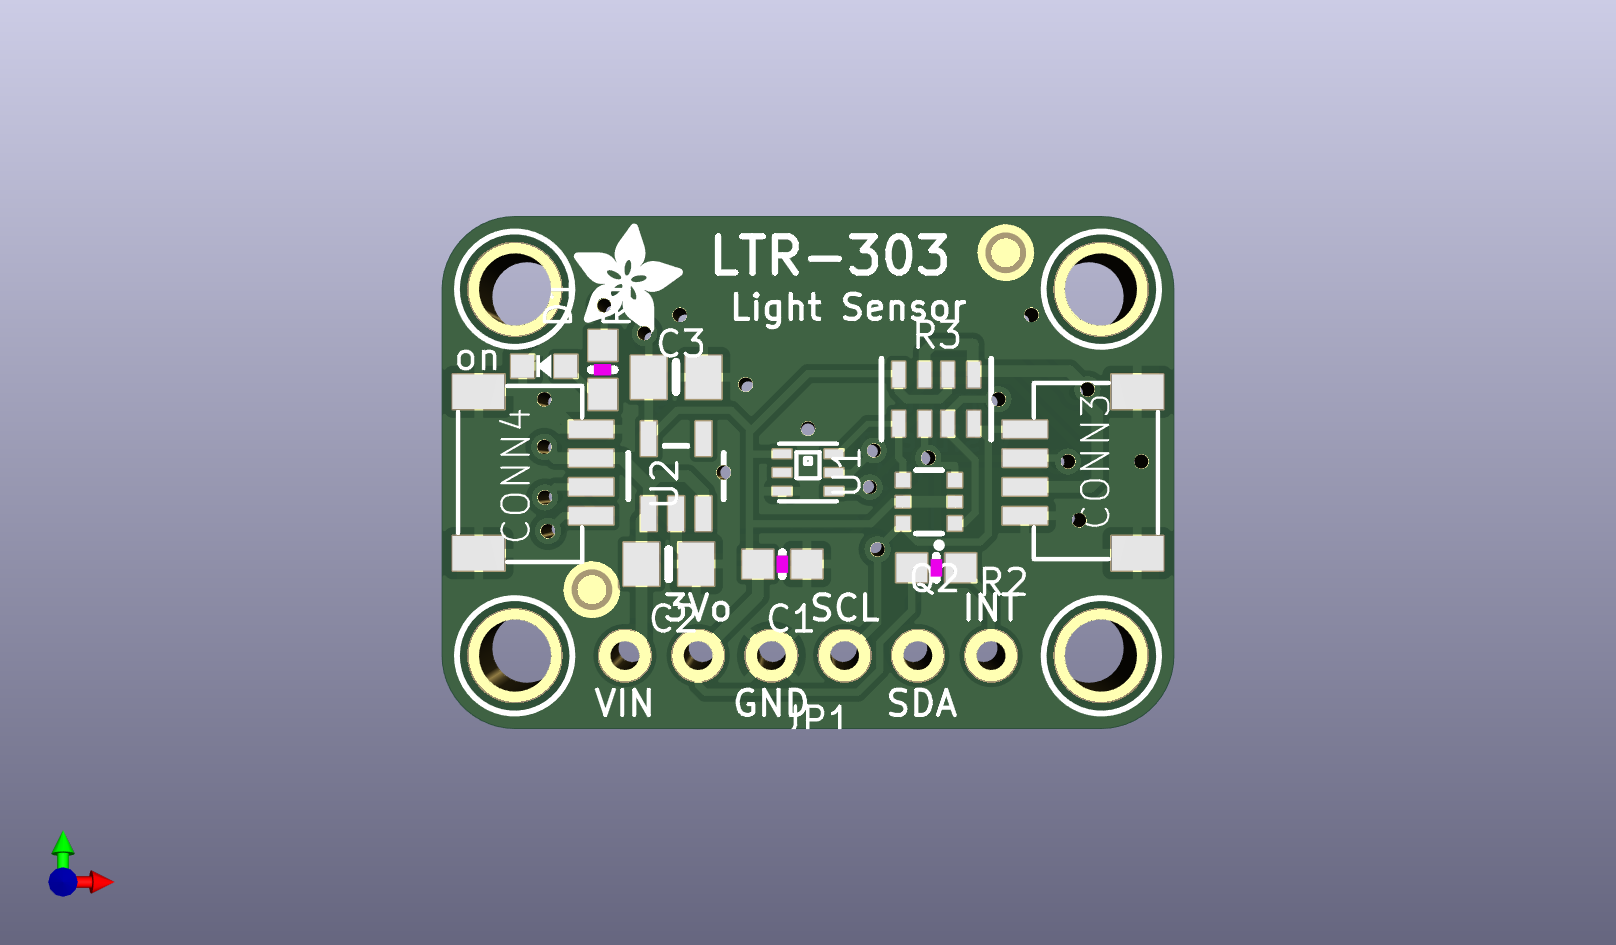 LTR-303
Light Sensor
R3
C3
on
CONN4
CONN3
U2
U1
Q2
R2
3Vo
C2
C1
SCL
INT
VIN
GND
SDA
JP1